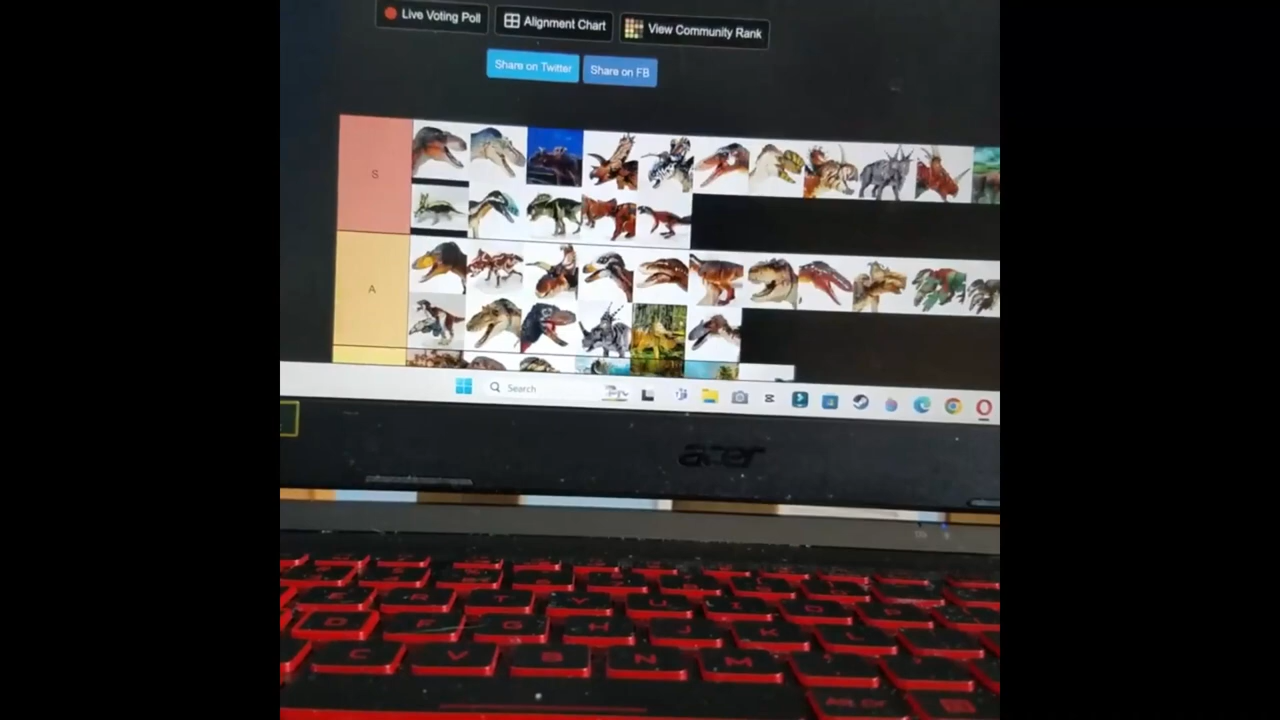 Live Voting Poll
Alignment Chart
View Community Rank
Share on Twitter
Share on FB
S
A
Search
acer
E R T Y U I O P
D F G H J K L
C V B N M